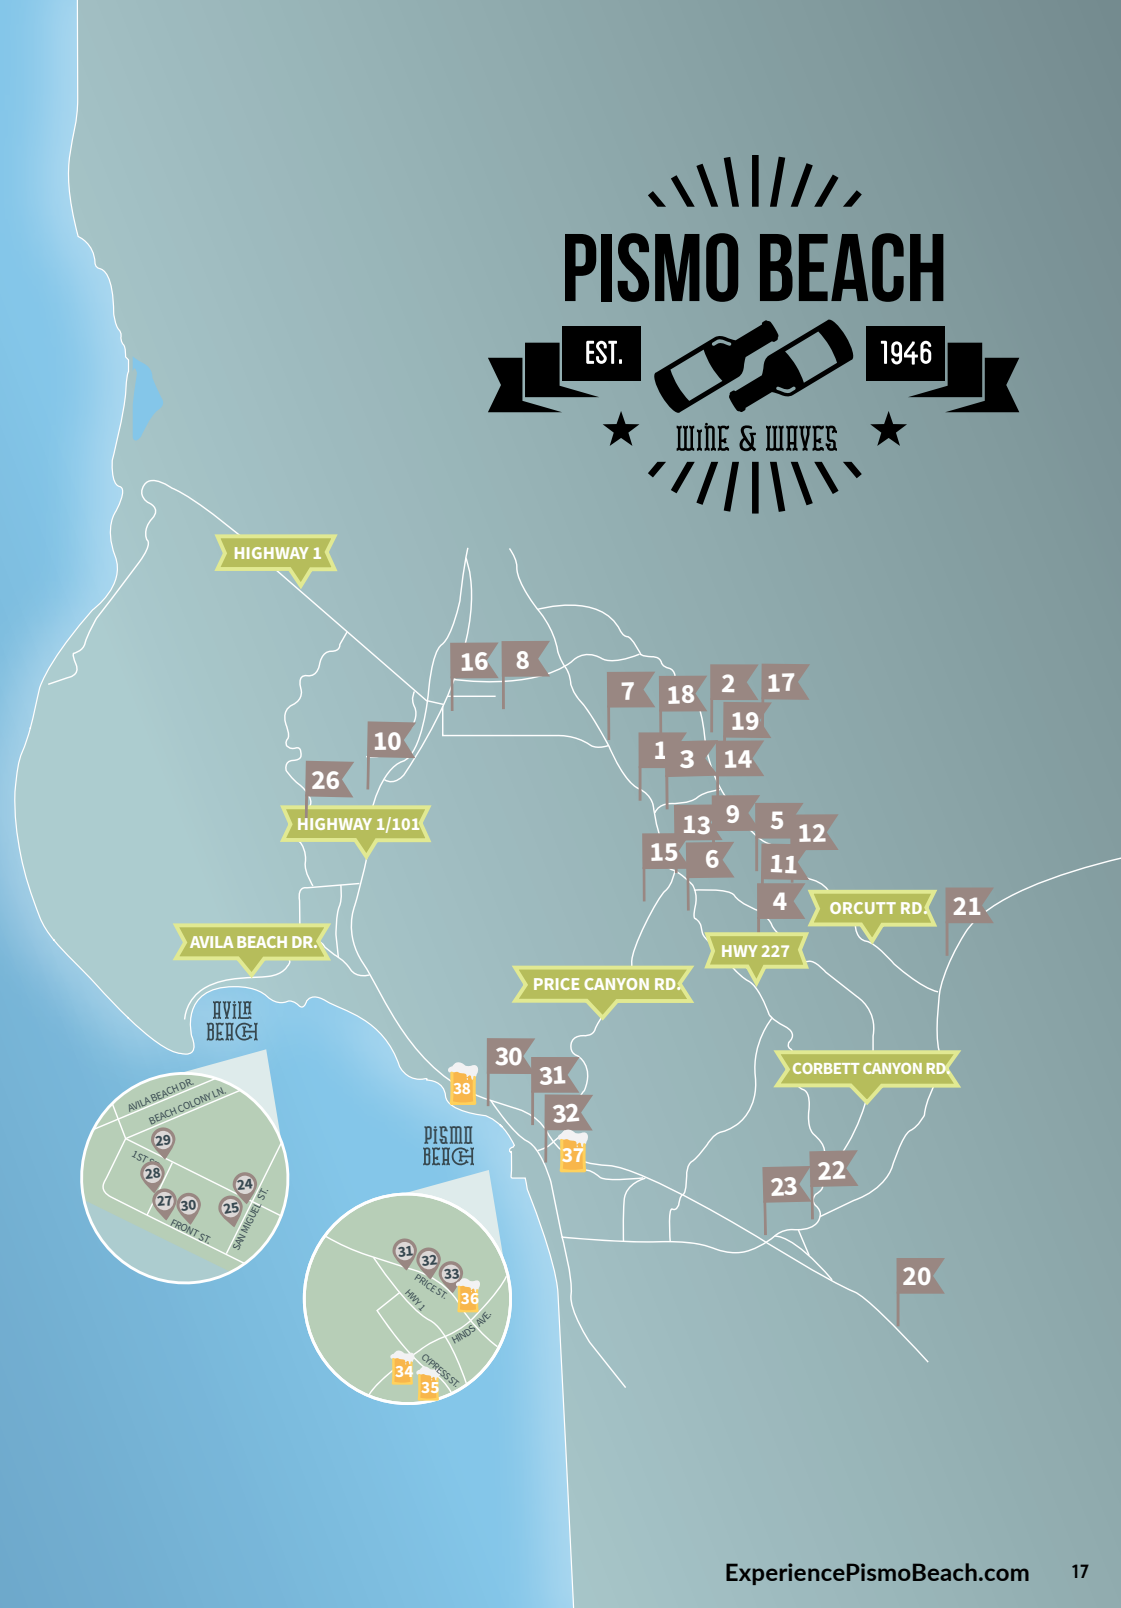 PISMO BEACH
EST.
1946
WINE & WAVES
HIGHWAY 1
16
8
7
18
2
17
19
10
1
3
14
26
HIGHWAY 1/101
9
13
5
12
15
6
11
4
ORCUTT RD.
21
AVILA BEACH DR.
HWY 227
PRICE CANYON RD.
AVILA
BEACH
30
31
32
38
37
CORBETT CANYON RD.
PISMO
BEACH
23
22
20
AVILA BEACH DR.
BEACH COLONY LN.
29
1ST
28
27
30
24
25
FRONT ST.
SAN MIGUEL ST.
31
32
33
PRICE ST.
36
HWY 1
HINDS AVE.
34
CYPRESS ST.
35
ExperiencePismoBeach.com 17